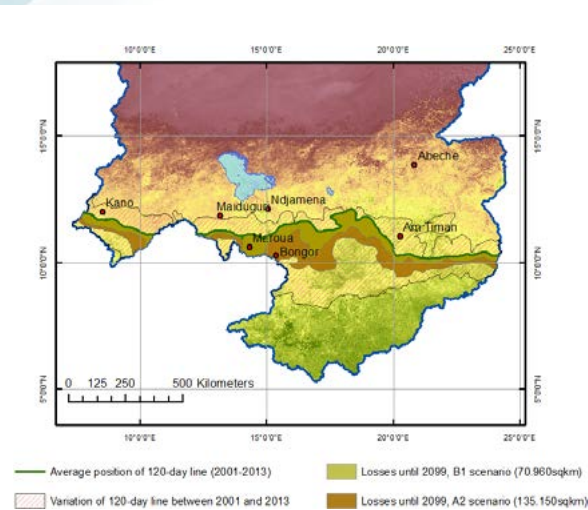 10°0'0"E 15°0'0"E 20°0'0"E 25°0'0"E
15°0'0"N 15°0'0"N
Abeche
Kano Maidugun Ndjamena
Am Timan
Maroua
Bongor
10°0'0"N 10°0'0"N
0 125 250 500 Kilometers
5°0'0"N 5°0'0"N
10°0'0"E 15°0'0"E 20°0'0"E 25°0'0"E
Average position of 120-day line (2001-2013) Losses until 2099, B1 scenario (70.960sqkm)
Variation of 120-day line between 2001 and 2013 Losses until 2099, A2 scenario (135.150sqkm)